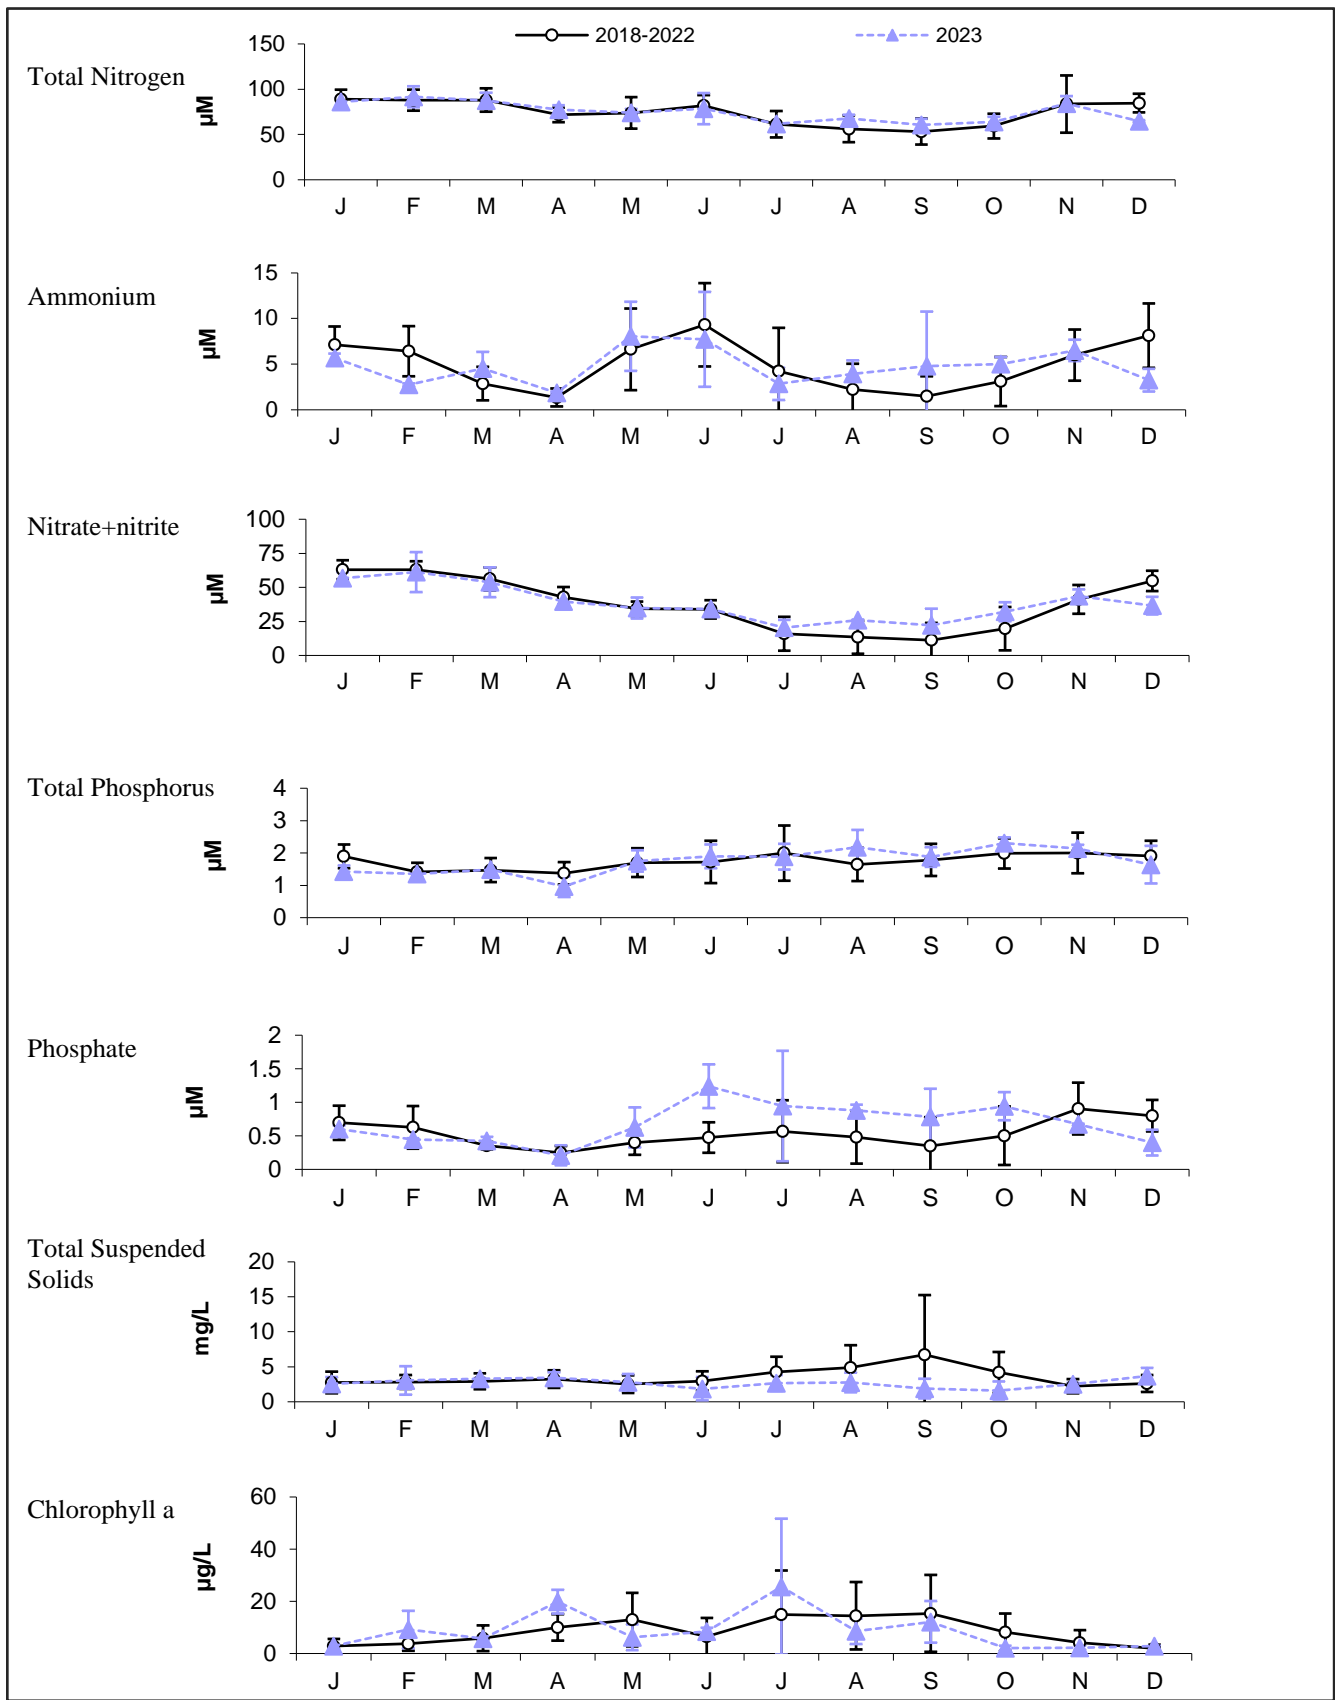 2018-2022 2023
Total Nitrogen
µM
150
100
50
0
J F M A M J J A S O N D
Ammonium
µM
15
10
5
0
J F M A M J J A S O N D
Nitrate+nitrite
µM
100
75
50
25
0
J F M A M J J A S O N D
Total Phosphorus
µM
4
3
2
1
0
J F M A M J J A S O N D
Phosphate
µM
2
1.5
1
0.5
0
J F M A M J J A S O N D
Total Suspended
Solids
mg/L
20
15
10
5
0
J F M A M J J A S O N D
Chlorophyll a
µg/L
60
40
20
0
J F M A M J J A S O N D